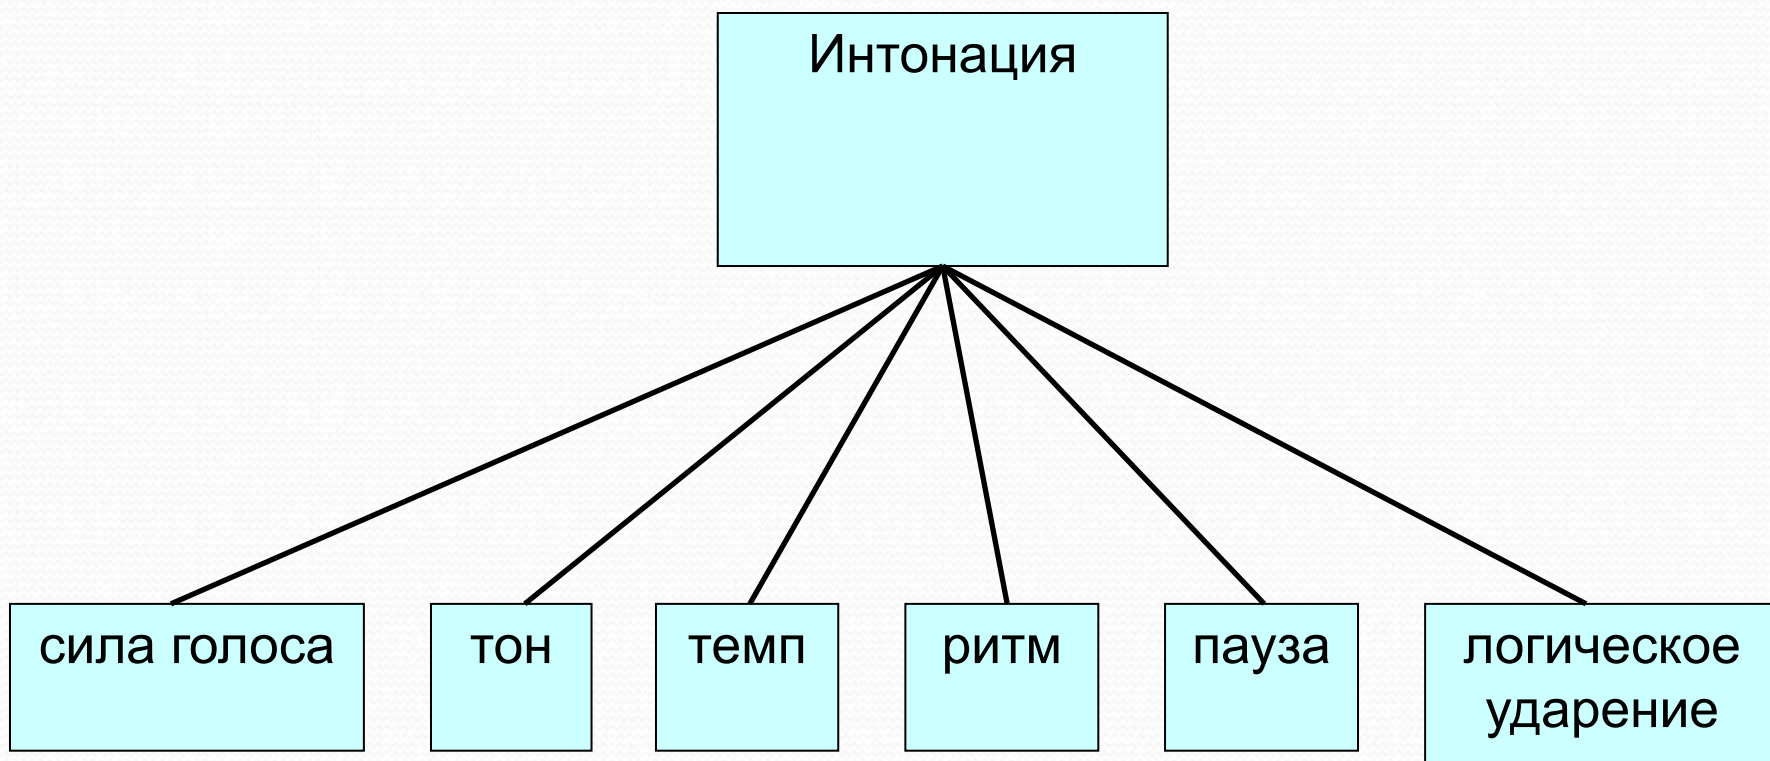 Интонация
сила голоса
тон
темп
ритм
пауза
логическое
ударение